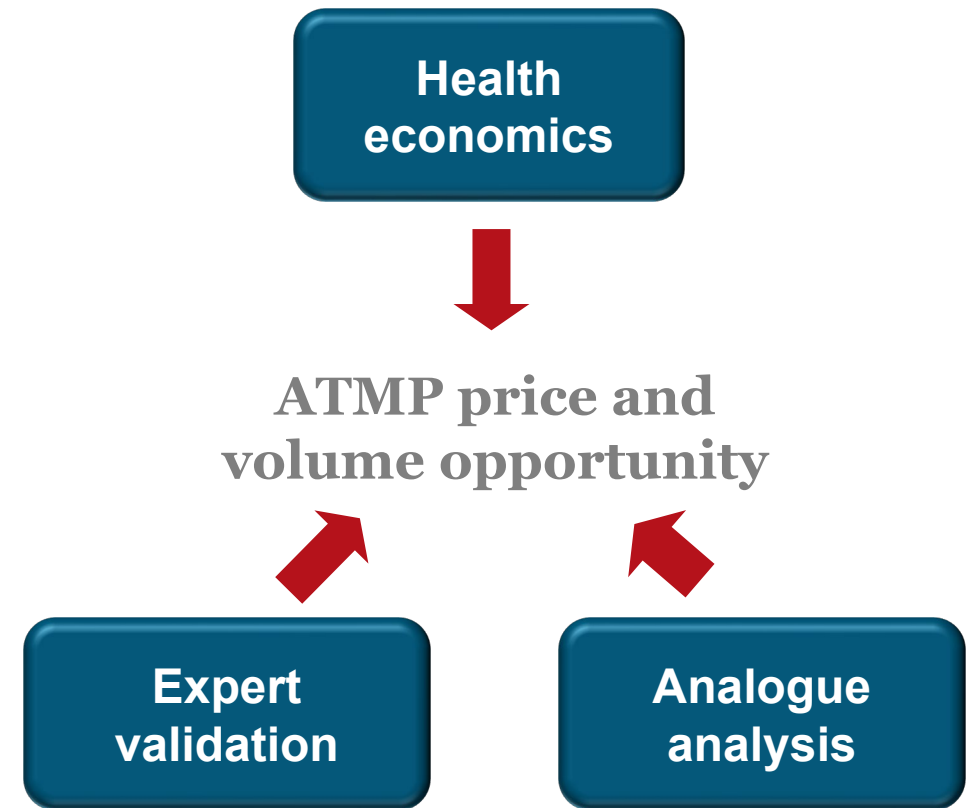 Health
economics
ATMP price and
volume opportunity
Expert
validation
Analogue
analysis